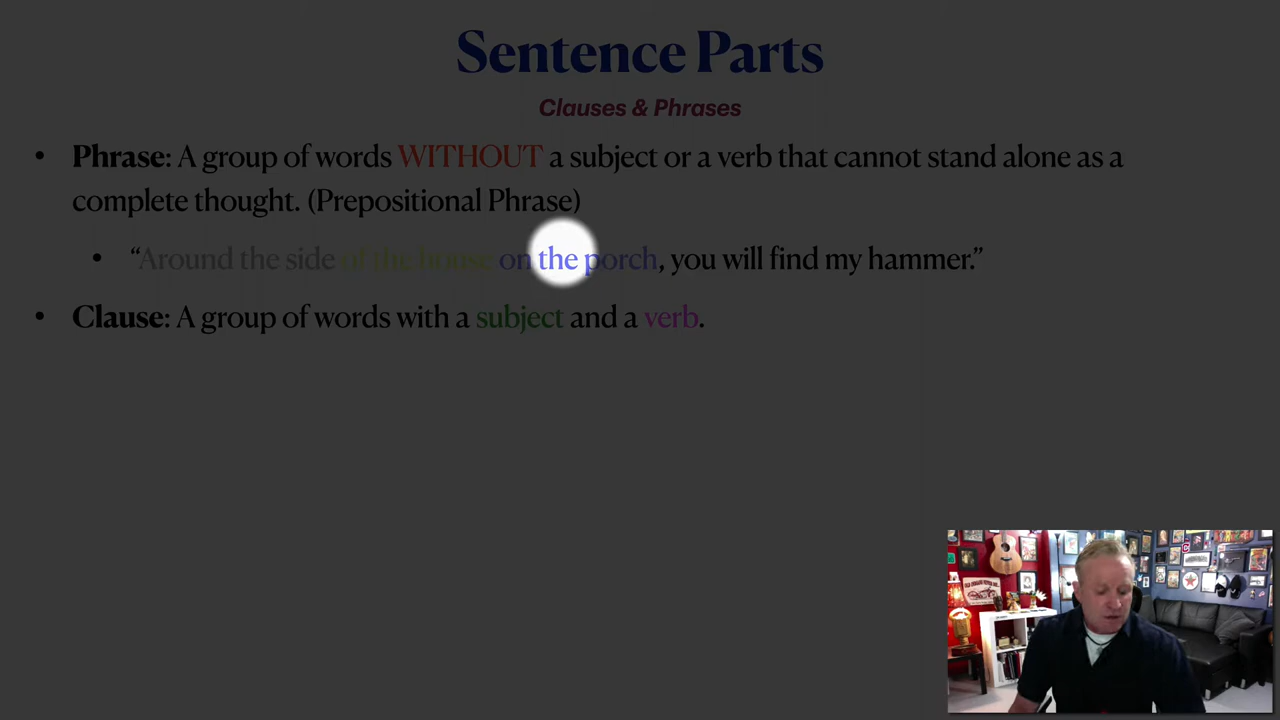 Sentence Parts
Clauses & Phrases
• Phrase: A group of words WITHOUT a subject or a verb that cannot stand alone as a
complete thought. (Prepositional Phrase)
• “Around the side of the house on the porch, you will find my hammer.”
• Clause: A group of words with a subject and a verb.